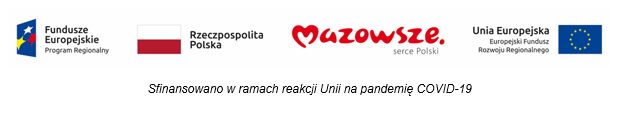 Fundusze
Europejskie
Program Regionalny
Rzeczpospolita
Polska
mazowsze.
serce Polski
Unia Europejska
Europejski Fundusz
Rozwoju Regionalnego
Sfinansowano w ramach reakcji Unii na pandemię COVID-19